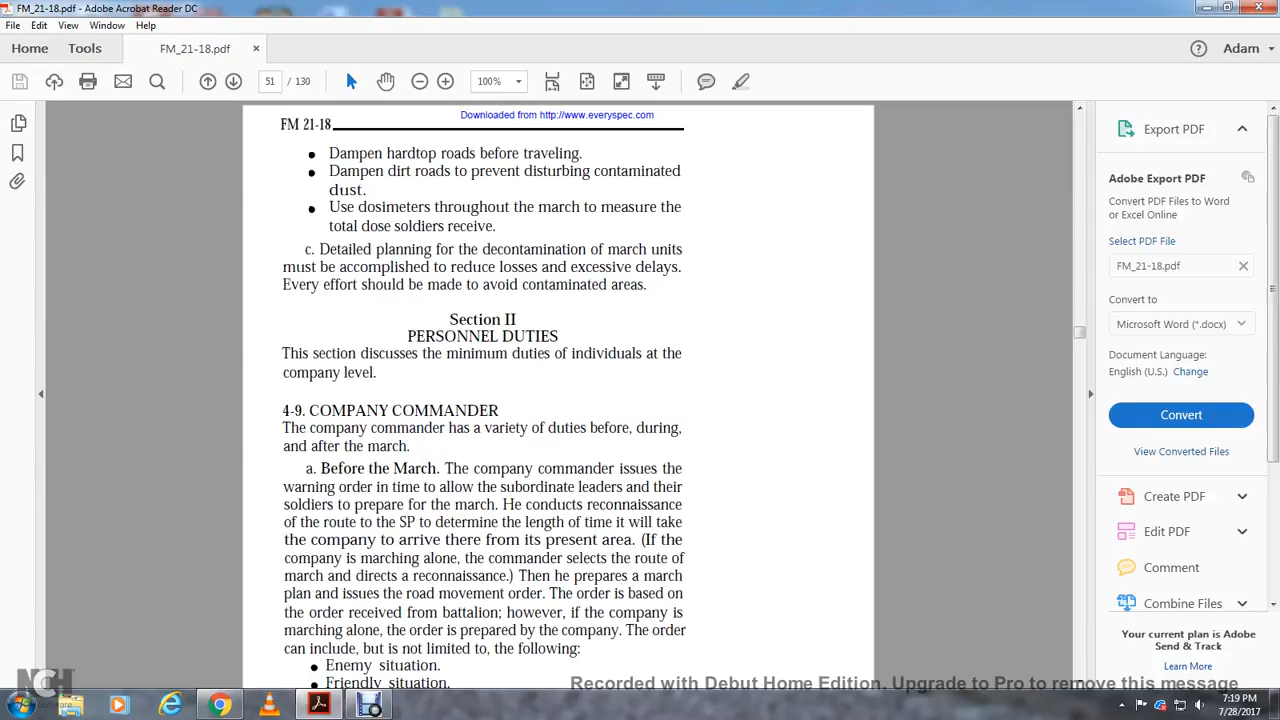 FM_21-18.pdf - Adobe Acrobat Reader DC
File Edit View Window Help
Home Tools FM_21-18.pdf × Adam
51 / 130 100%
Downloaded from http://www.everyspec.com
FM 21-18
• Dampen hardtop roads before traveling.
• Dampen dirt roads to prevent disturbing contaminated
dust.
• Use dosimeters throughout the march to measure the
total dose soldiers receive.
c. Detailed planning for the decontamination of march units
must be accomplished to reduce losses and excessive delays.
Every effort should be made to avoid contaminated areas.
Section II
PERSONNEL DUTIES
This section discusses the minimum duties of individuals at the
company level.
4-9. COMPANY COMMANDER
The company commander has a variety of duties before, during,
and after the march.
a. Before the March. The company commander issues the
warning order in time to allow the subordinate leaders and their
soldiers to prepare for the march. He conducts reconnaissance
of the route to the SP to determine the length of time it will take
the company to arrive there from its present area. (If the
company is marching alone, the commander selects the route of
march and directs a reconnaissance.) Then he prepares a march
plan and issues the road movement order. The order is based on
the order received from battalion; however, if the company is
marching alone, the order is prepared by the company. The order
can include, but is not limited to, the following:
• Enemy situation.
• Friendly situation.
Export PDF
Adobe Export PDF
Convert PDF Files to Word
or Excel Online
Select PDF File
FM_21-18.pdf
Convert to
Microsoft Word (*.docx)
Document Language:
English (U.S.) Change
Convert
View Converted Files
Create PDF
Edit PDF
Comment
Combine Files
Your current plan is Adobe
Send & Track
Learn More
NCH
Software
Recorded with Debut Home Edition. Upgrade to Pro to remove this message
7:19 PM
7/28/2017